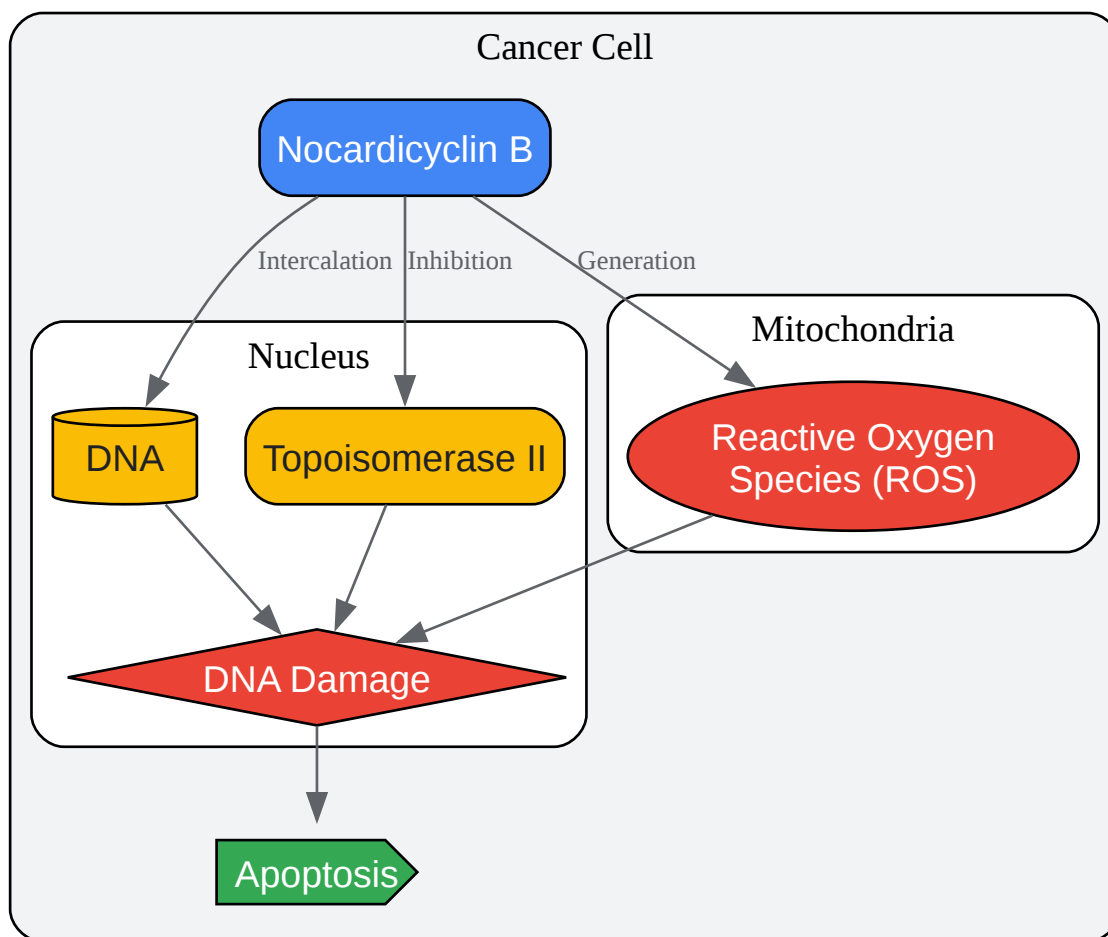 Cancer Cell
Nocardicyclin B
Intercalation
Inhibition
Generation
Nucleus
Mitochondria
DNA
Topoisomerase II
Reactive Oxygen
Species (ROS)
DNA Damage
Apoptosis